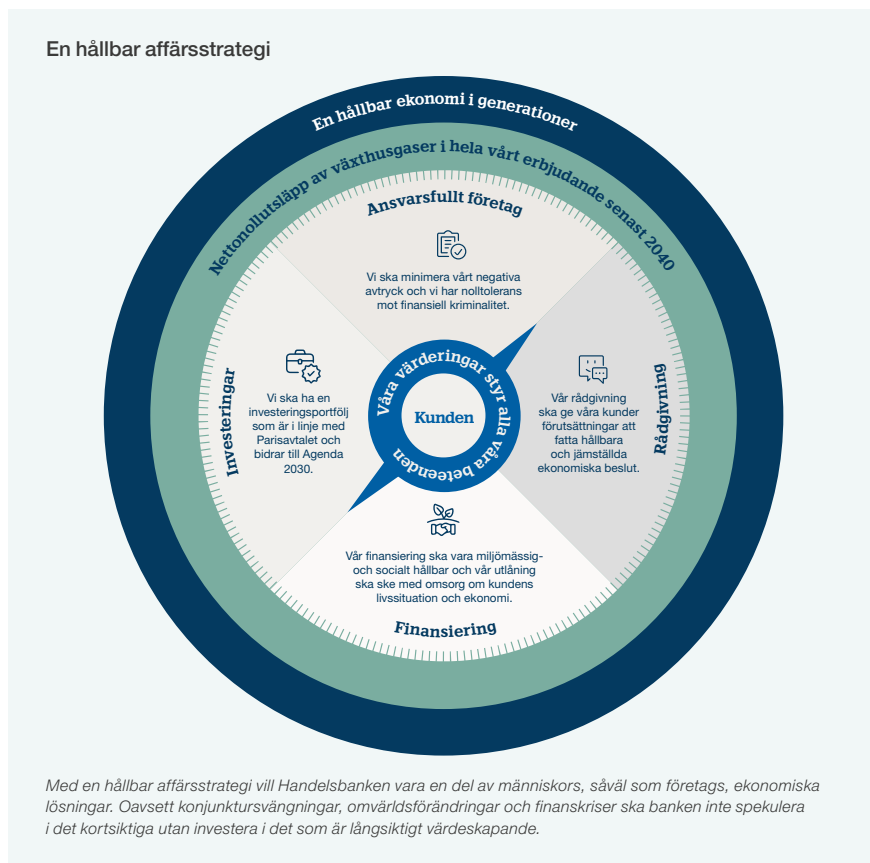 En hållbar affärsstrategi
En hållbar ekonomi i generationer
Nettonollutsläpp av växthusgaser i hela vårt erbjudande senast 2040
Ansvarsfullt företag
Vi ska minimera vårt negativa
avtryck och vi har nolltolerans
mot finansiell kriminalitet.
Investeringar
Vi ska ha en
investeringsportfölj
som är i linje med
Parisavtalet och
bidrar till Agenda
2030.
Våra värderingar styr alla våra beteenden
Kunden
Rådgivning
Vår rådgivning
ska ge våra kunder
förutsättningar att
fatta hållbara
och jämställda
ekonomiska beslut.
Vår finansiering ska vara miljömässig-
och socialt hållbar och vår utlåning
ska ske med omsorg om kundens
livssituation och ekonomi.
Finansiering
Med en hållbar affärsstrategi vill Handelsbanken vara en del av människors, såväl som företags, ekonomiska
lösningar. Oavsett konjunktursvängningar, omvärldsförändringar och finanskriser ska banken inte spekulera
i det kortsiktiga utan investera i det som är långsiktigt värdeskapande.